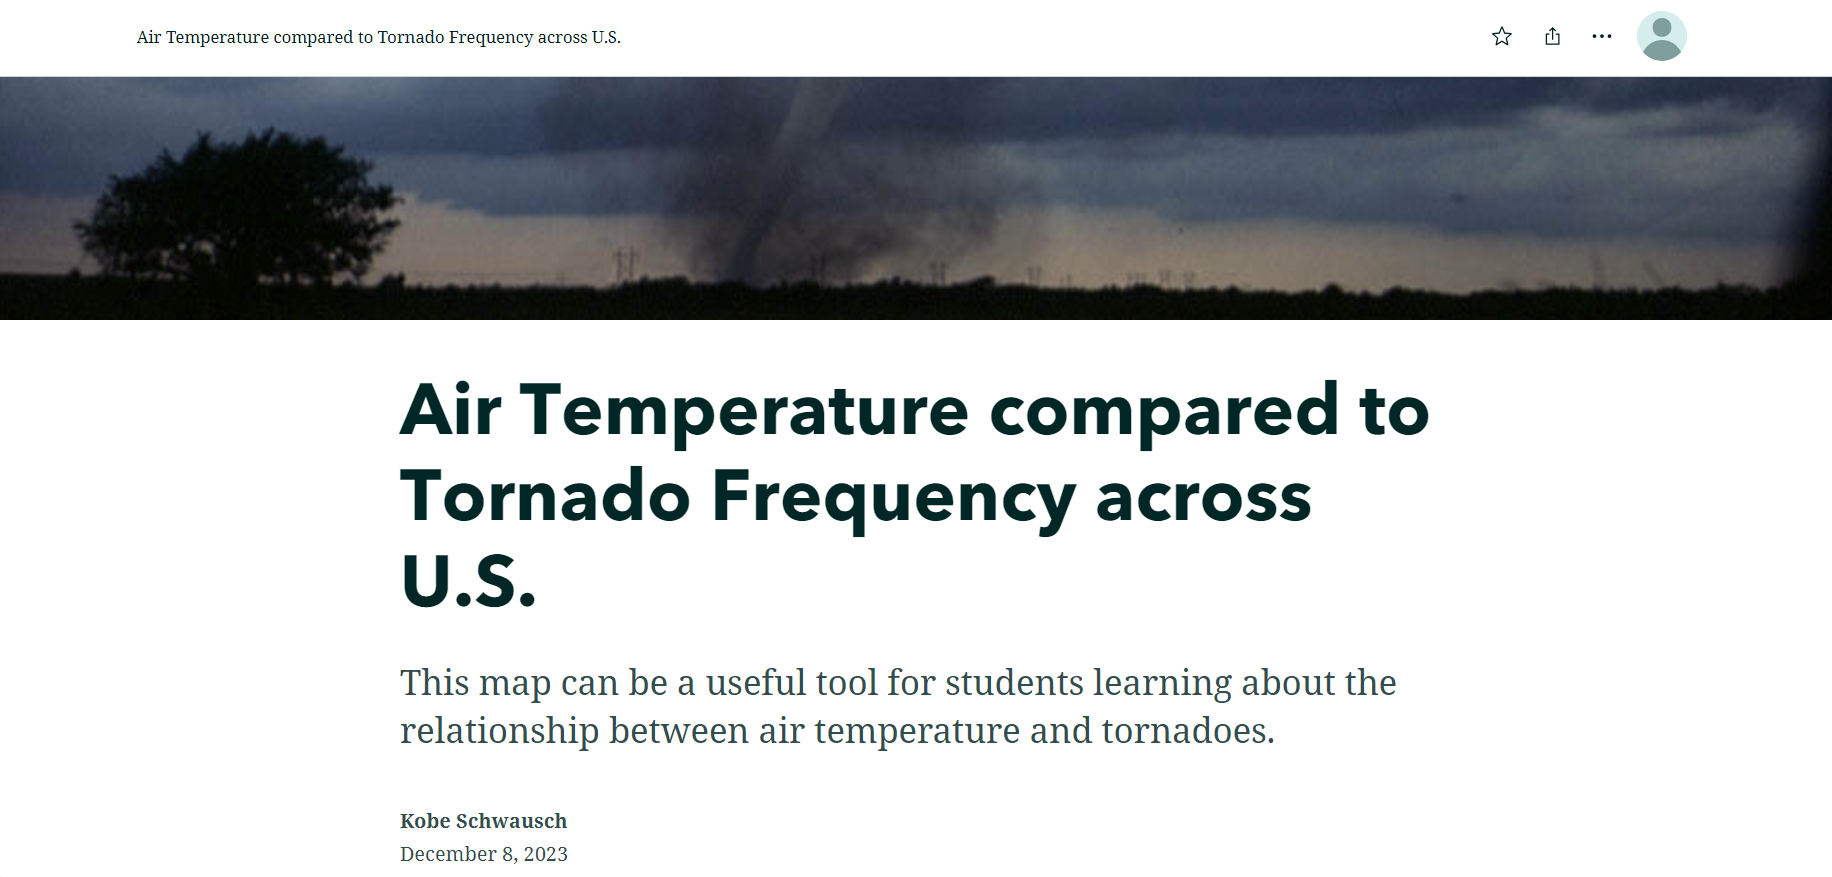 Air Temperature compared to Tornado Frequency across U.S.
Air Temperature compared to
Tornado Frequency across
U.S.
This map can be a useful tool for students learning about the
relationship between air temperature and tornadoes.
Kobe Schwausch
December 8, 2023